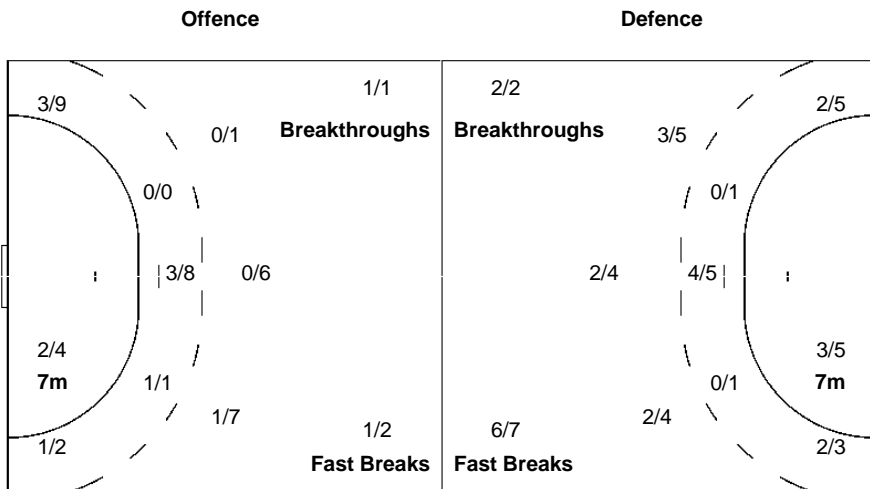 Offence Defence
1/1 2/2
3/9 2/5
0/1 Breakthroughs Breakthroughs 3/5
0/0 0/1
3/8 0/6 2/4 4/5
2/4 3/5
7m 1/1 0/1 7m
1/7 2/4
1/2 6/7
1/2 2/3
Fast Breaks Fast Breaks